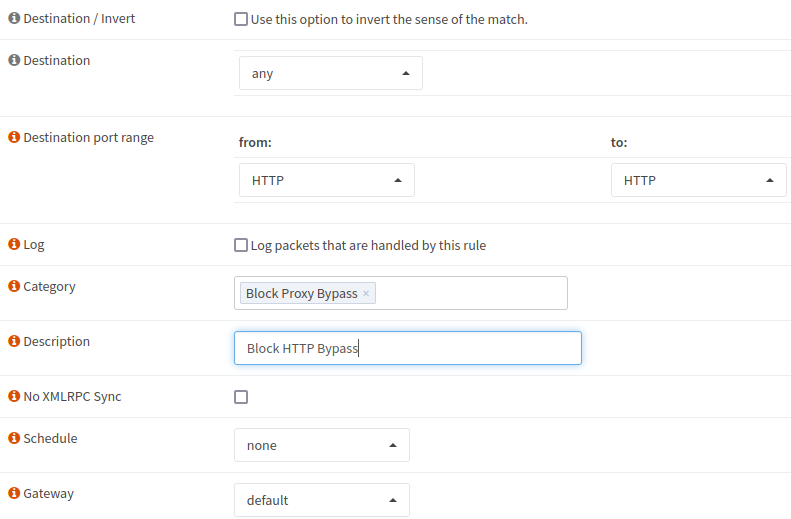 Destination / Invert
Use this option to invert the sense of the match.
Destination
any
Destination port range
from:
to:
HTTP
HTTP
Log
Log packets that are handled by this rule
Category
Block Proxy Bypass ×
Description
Block HTTP Bypass
No XMLRPC Sync
Schedule
none
Gateway
default